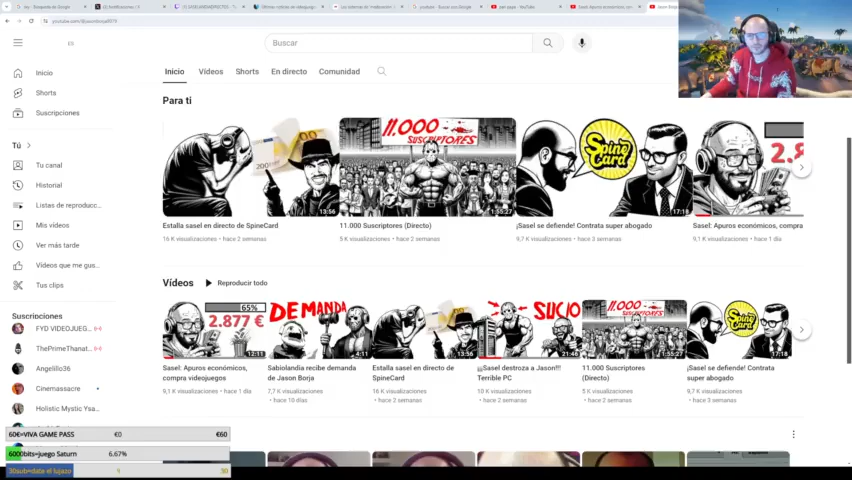 youtube - Buscar con Google
ES
Buscar
Inicio
Shorts
Suscripciones
Tú
Tu canal
Historial
Listas de reproducc...
Mis vídeos
Ver más tarde
Vídeos que me gus...
Tus clips
Suscripciones
FYD VIDEOJUEG...
ThePrimeThanat...
Angelillo36
Cinemassacre
Holistic Mystic Ysa...
Inicio
Vídeos
Shorts
En directo
Comunidad
Para ti
13:56
11.000
SUSCRIPTORES
1:55:27
Spine
Card
17:18
2.8
Estalla sasel en directo de SpineCard
16 K visualizaciones • hace 2 semanas
11.000 Suscriptores (Directo)
5 K visualizaciones • hace 2 semanas
¡Sasel se defiende! Contrata super abogado
9,7 K visualizaciones • hace 3 semanas
Sasel: Apuros económicos, compra
9,1 K visualizaciones • hace 1 día
Vídeos
Reproducir todo
65%
2.877 €
12:11
DEMANDA
4:11
13:56
SUCIO
21:46
11.000
SUSCRIPTORES
1:55:27
Spine
Card
17:18
Sasel: Apuros económicos,
compra videojuegos
9,1 K visualizaciones • hace 1 día
Sabiolandia recibe demanda
de Jason Borja
7,7 K visualizaciones
• hace 10 días
Estalla sasel en directo de
SpineCard
16 K visualizaciones
• hace 2 semanas
¡¡¡Sasel destroza a Jason!!!
Terrible PC
10 K visualizaciones
• hace 2 semanas
11.000 Suscriptores
(Directo)
5 K visualizaciones
• hace 2 semanas
¡Sasel se defiende! Contrata
super abogado
9,7 K visualizaciones
• hace 3 semanas
60€=VIVA GAME PASS
€0
€60
6000bits=juego Saturn
6.67%
30sub=date el lujazo
30